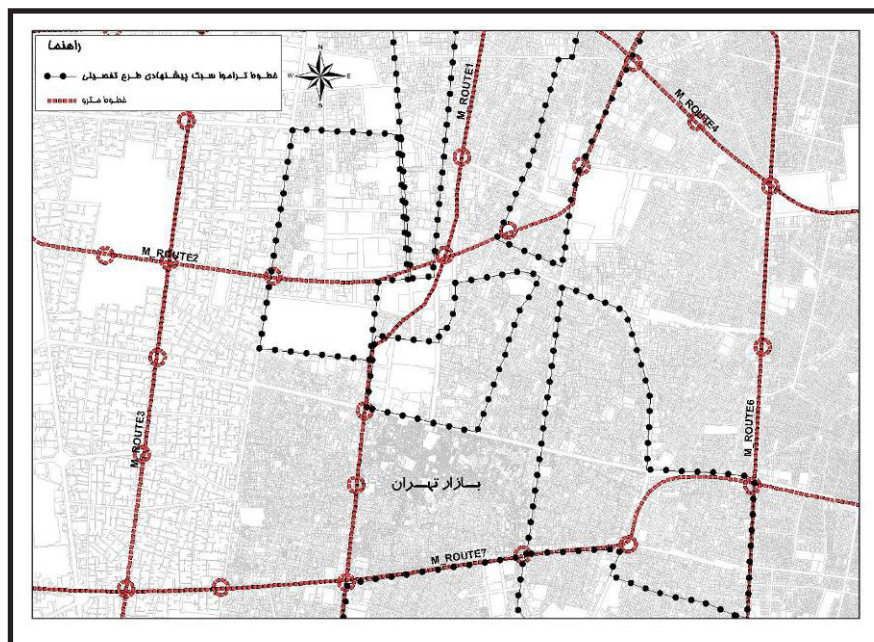 راهنما
خطوط تراموا سبک پیشنهادی طرح تفصیلی
خطوط مترو
N
W E
S
M_ROUTE1
M_ROUTE4
M_ROUTE2
M_ROUTE3
M_ROUTE6
بازار تهران
M_ROUTE7